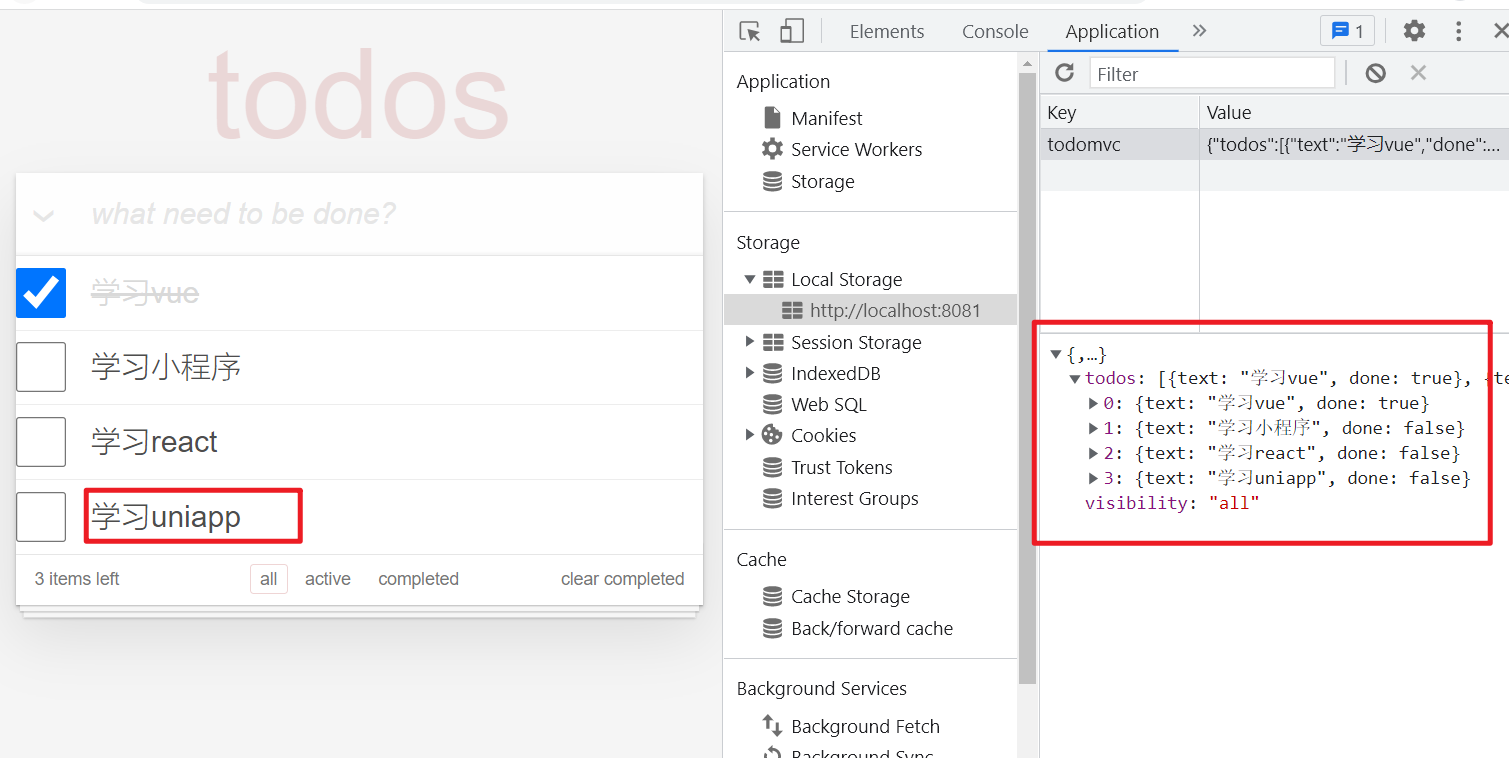 todos
what need to be done?
学习vue
学习小程序
学习react
学习uniapp
3 items left all active completed clear completed
Elements Console Application 1
Application
Manifest
Service Workers
Storage
Storage
Local Storage
http://localhost:8081
Session Storage
IndexedDB
Web SQL
Cookies
Trust Tokens
Interest Groups
Cache
Cache Storage
Back/forward cache
Background Services
Background Fetch
Background Sync
Filter
Key Value
todomvc {"todos":[{"text":"学习vue","done":...
{,…}
todos: [{text: "学习vue", done: true}, {te
0: {text: "学习vue", done: true}
1: {text: "学习小程序", done: false}
2: {text: "学习react", done: false}
3: {text: "学习uniapp", done: false}
visibility: "all"